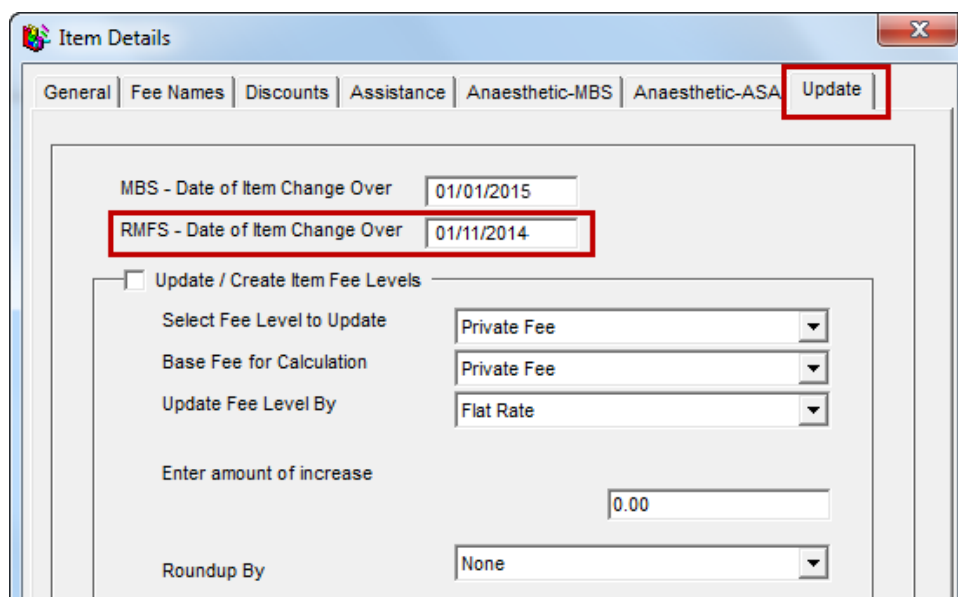 Item Details
General Fee Names Discounts Assistance Anaesthetic-MBS Anaesthetic-ASA Update
MBS - Date of Item Change Over 01/01/2015
RMFS - Date of Item Change Over 01/11/2014
Update / Create Item Fee Levels
Select Fee Level to Update Private Fee
Base Fee for Calculation Private Fee
Update Fee Level By Flat Rate
Enter amount of increase
0.00
Roundup By None